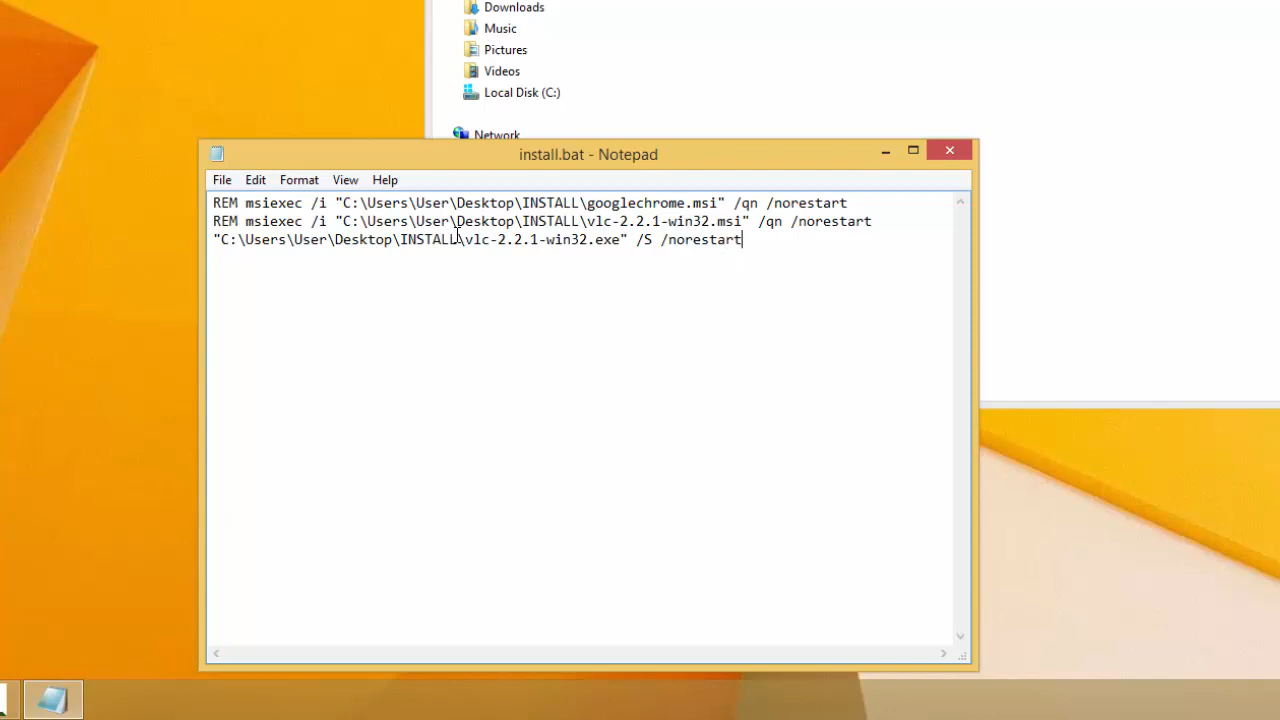 Downloads
Music
Pictures
Videos
Local Disk (C:)
Network
install.bat - Notepad
File Edit Format View Help
REM msiexec /i "C:\Users\User\Desktop\INSTALL\googlechrome.msi" /qn /norestart
REM msiexec /i "C:\Users\User\Desktop\INSTALL\vlc-2.2.1-win32.msi" /qn /norestart
"C:\Users\User\Desktop\INSTALL\vlc-2.2.1-win32.exe" /S /norestart